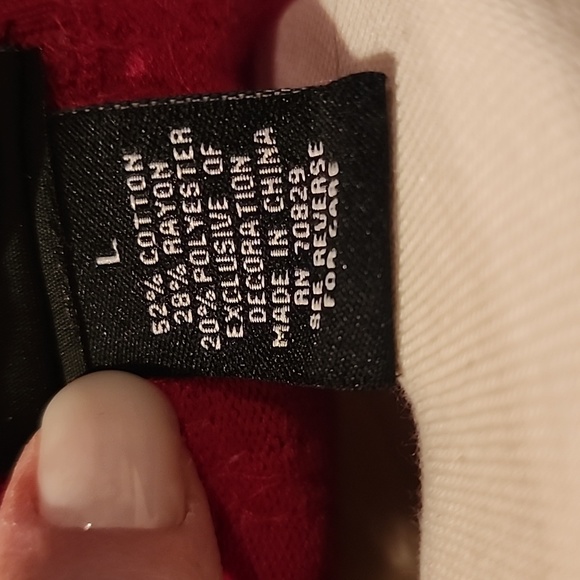 L
52% COTTON
28% RAYON
20% POLYESTER
EXCLUSIVE OF
DECORATION
MADE IN CHINA
RN 70829
SEE REVERSE
FOR CARE